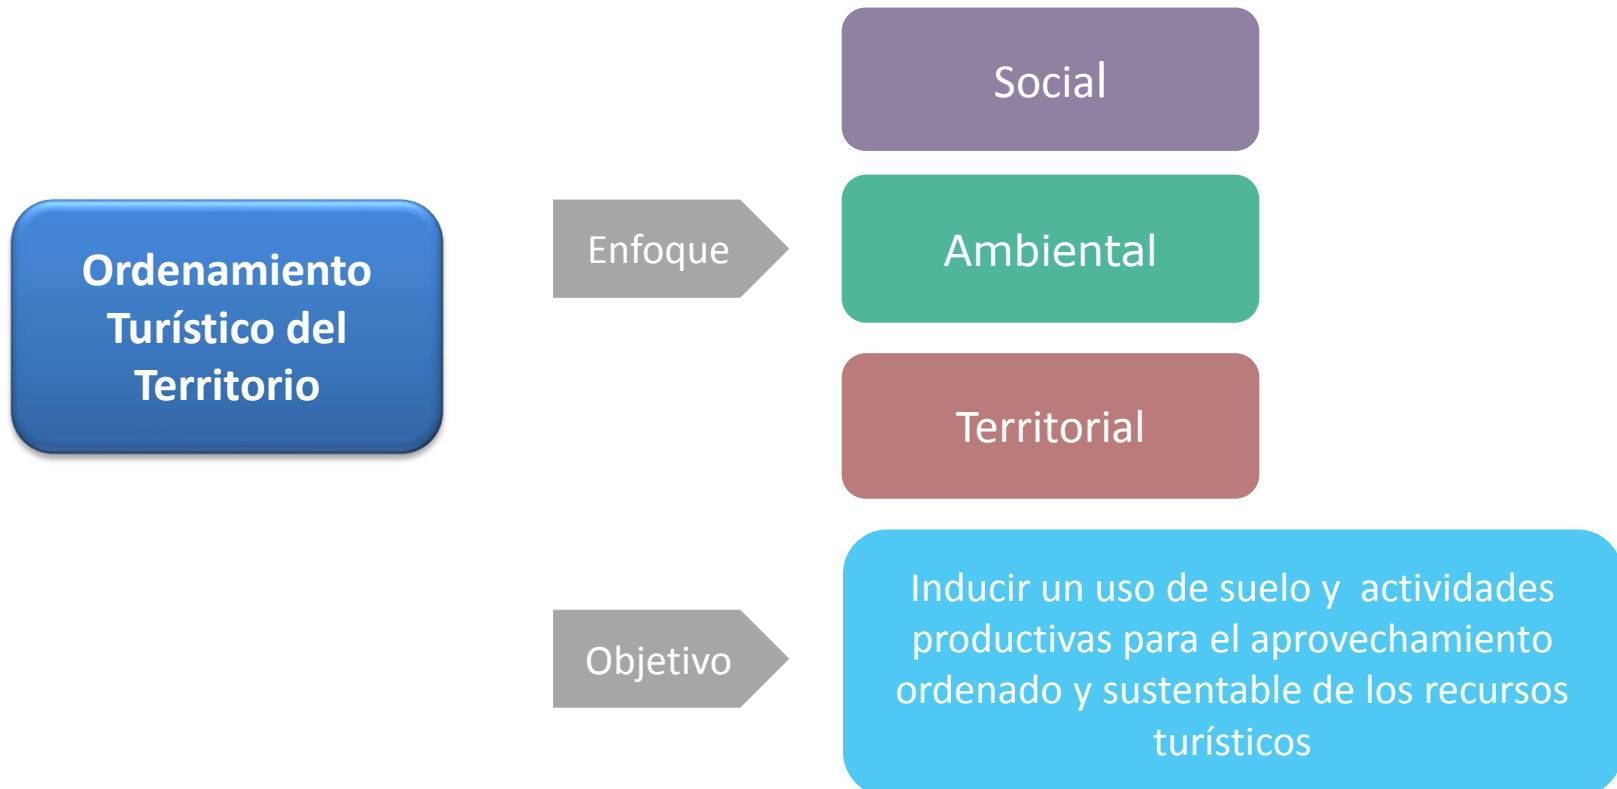 Ordenamiento
Turístico del
Territorio
Enfoque
Social
Ambiental
Territorial
Objetivo
Inducir un uso de suelo y  actividades
productivas para el aprovechamiento
ordenado y sustentable de los recursos
turísticos